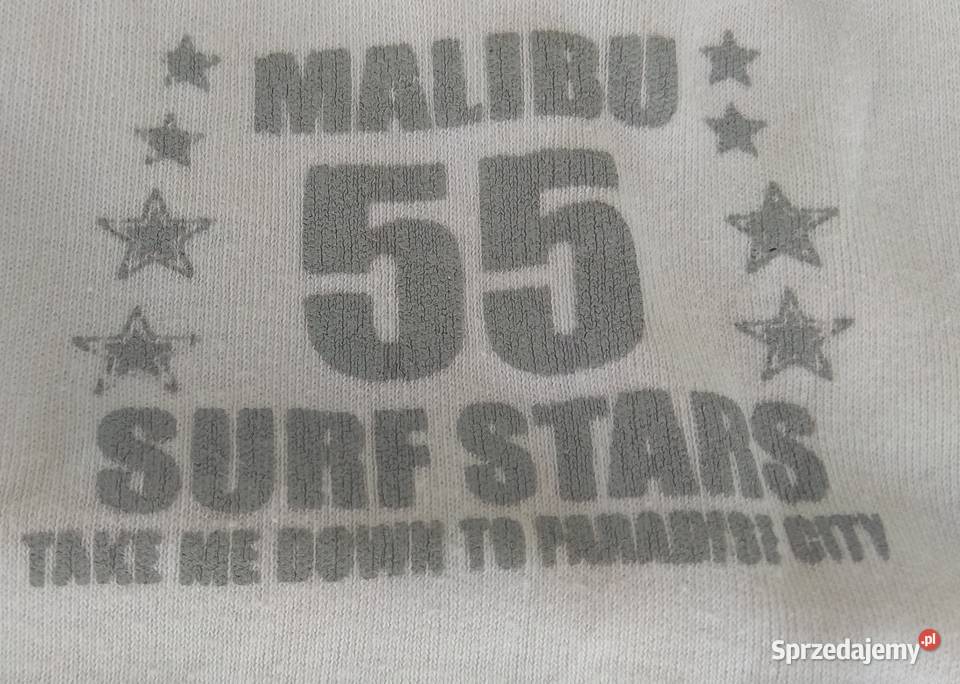 MALIBU
55
SURF STARS
TAKE ME DOWN TO PARADISE CITY
Sprzedajemy.pl